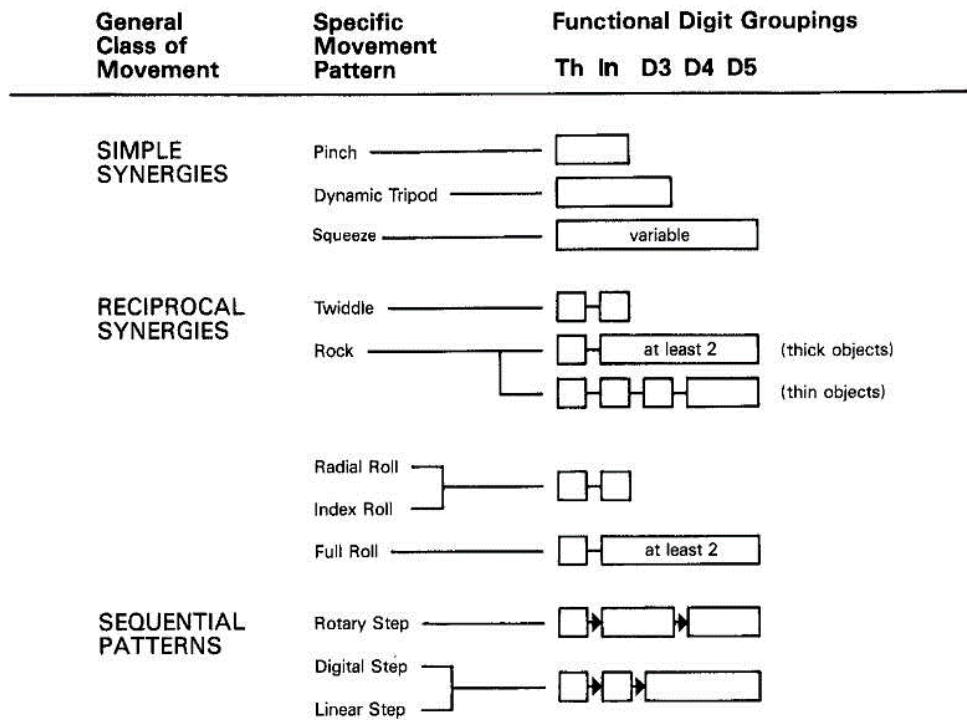 General
Class of
Movement
Specific
Movement
Pattern
Functional Digit Groupings
Th In D3 D4 D5
SIMPLE
SYNERGIES
Pinch
Dynamic Tripod
Squeeze
variable
RECIPROCAL
SYNERGIES
Twiddle
Rock
at least 2
(thick objects)
(thin objects)
Radial Roll
Index Roll
Full Roll
at least 2
SEQUENTIAL
PATTERNS
Rotary Step
Digital Step
Linear Step